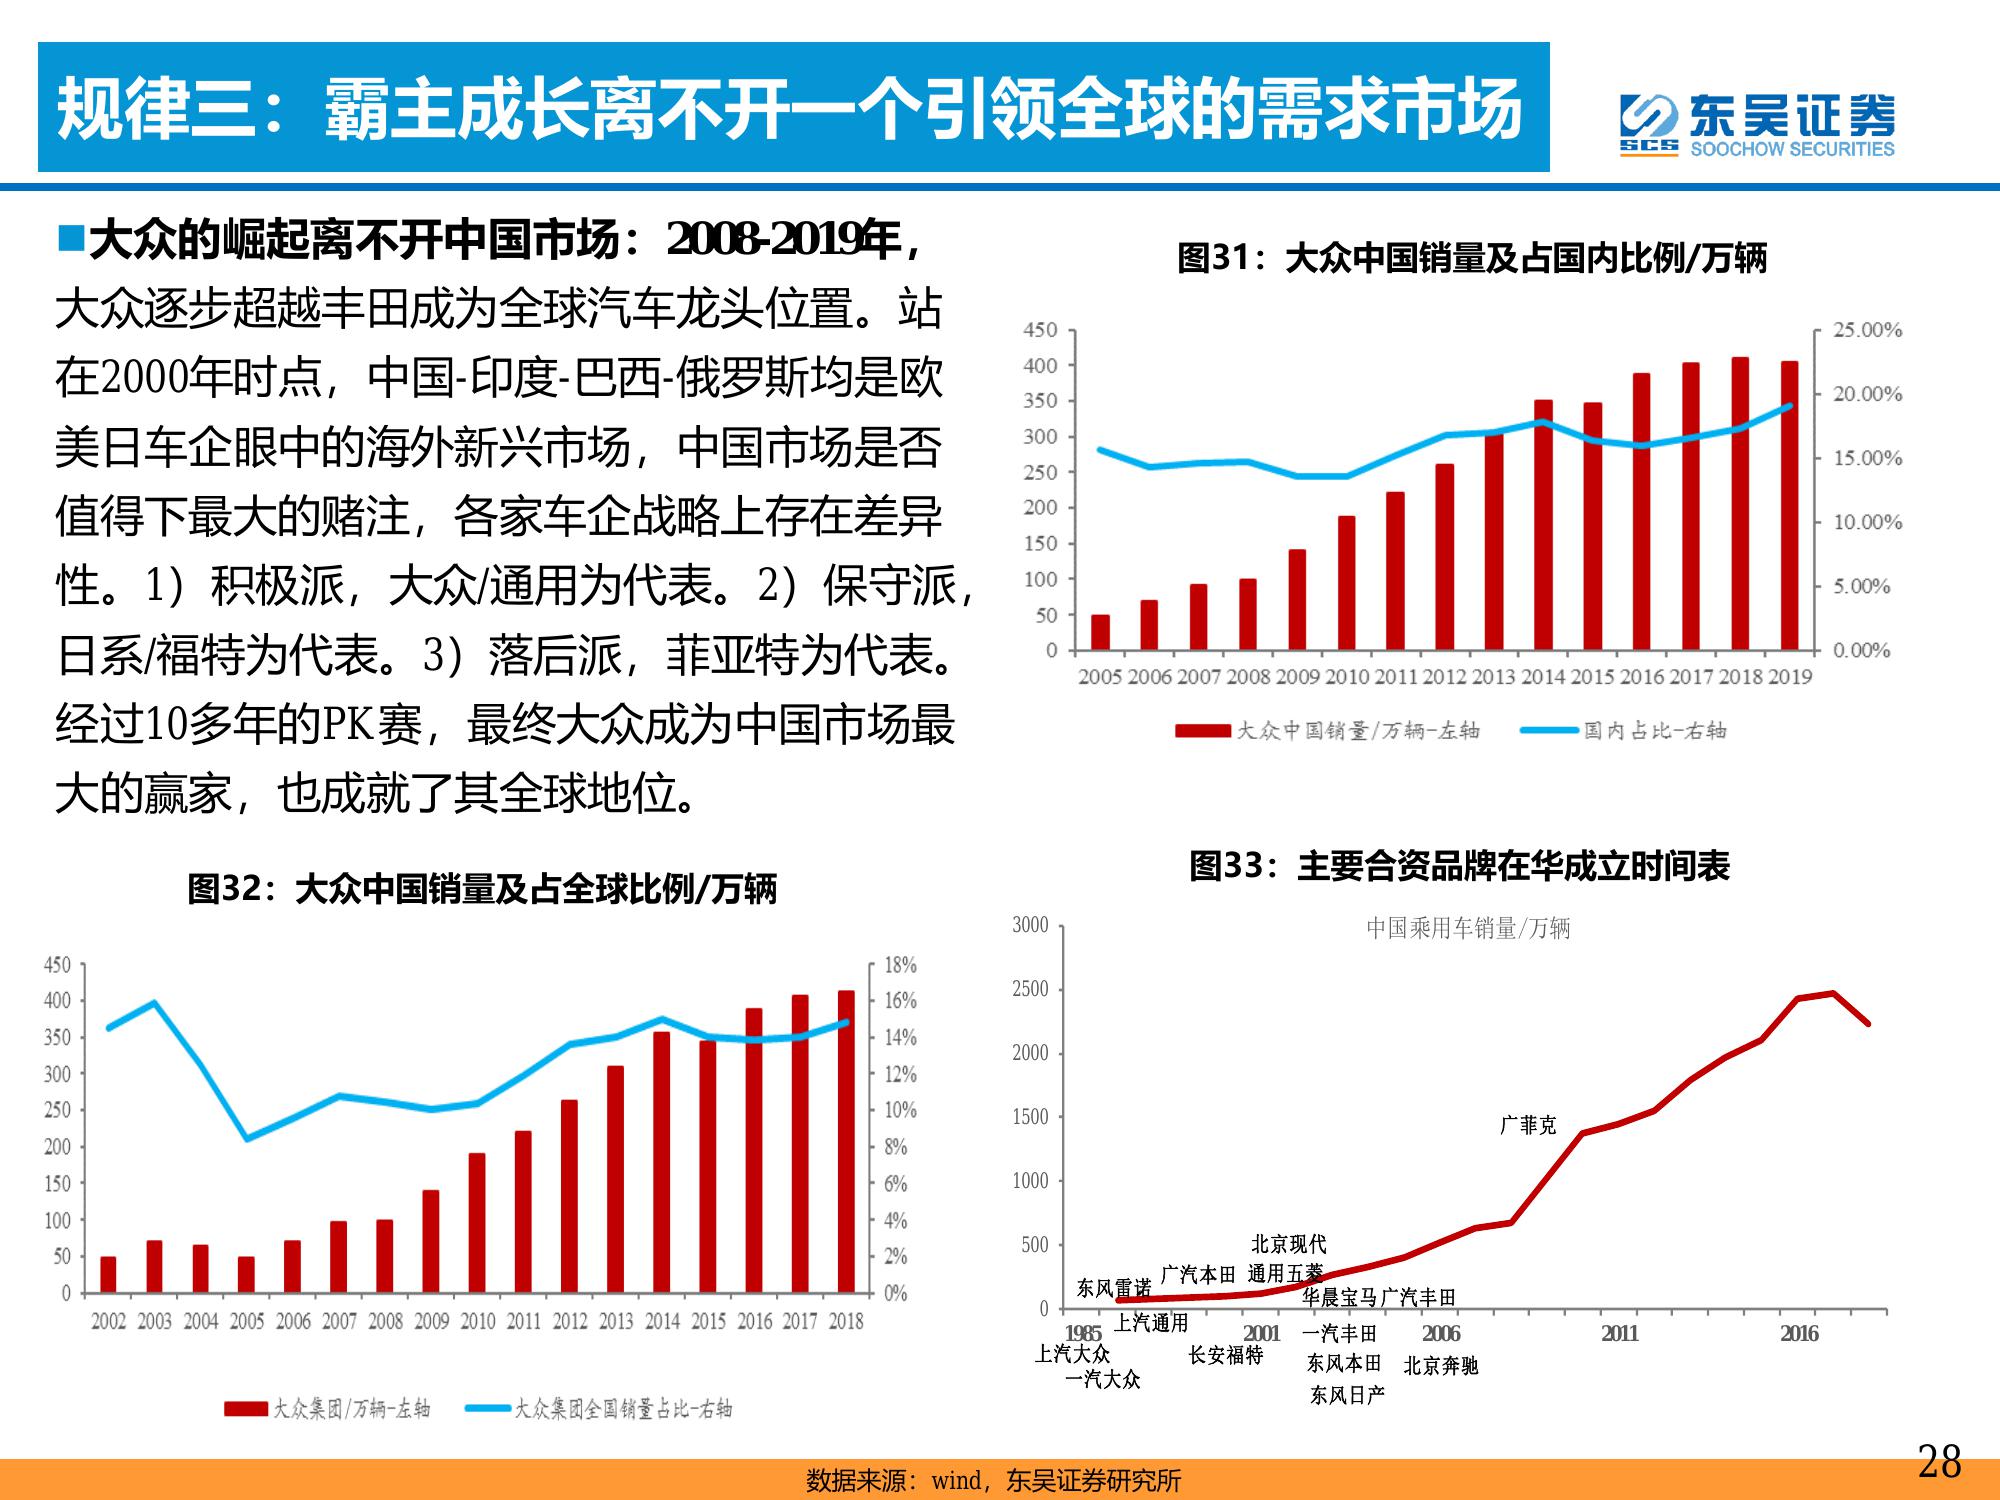 规律三：霸主成长离不开一个引领全球的需求市场
东吴证券
SCS
SOOCHOW SECURITIES
大众的崛起离不开中国市场：2008-2019年，
大众逐步超越丰田成为全球汽车龙头位置。站
在2000年时点，中国-印度-巴西-俄罗斯均是欧
美日车企眼中的海外新兴市场，中国市场是否
值得下最大的赌注，各家车企战略上存在差异
性。1）积极派，大众/通用为代表。2）保守派，
日系/福特为代表。3）落后派，菲亚特为代表。
经过10多年的PK赛，最终大众成为中国市场最
大的赢家，也成就了其全球地位。
图31：大众中国销量及占国内比例/万辆
450 25.00%
400
350 20.00%
300
250 15.00%
200
150 10.00%
100 5.00%
50
0 0.00%
2005 2006 2007 2008 2009 2010 2011 2012 2013 2014 2015 2016 2017 2018 2019
大众中国销量/万辆-左轴 国内占比-右轴
图32：大众中国销量及占全球比例/万辆
450 18%
400 16%
350 14%
300 12%
250 10%
200 8%
150 6%
100 4%
50 2%
0 0%
2002 2003 2004 2005 2006 2007 2008 2009 2010 2011 2012 2013 2014 2015 2016 2017 2018
大众集团/万辆-左轴 大众集团全国销量占比-右轴
图33：主要合资品牌在华成立时间表
中国乘用车销量/万辆
3000
2500
2000
1500
1000
500
0
广菲克
北京现代
东风雷诺 广汽本田 通用五菱
华晨宝马 广汽丰田
上汽通用
1985 2001 2006 2011 2016
一汽丰田
上汽大众 长安福特 东风本田 北京奔驰
一汽大众
东风日产
数据来源：wind，东吴证券研究所
28